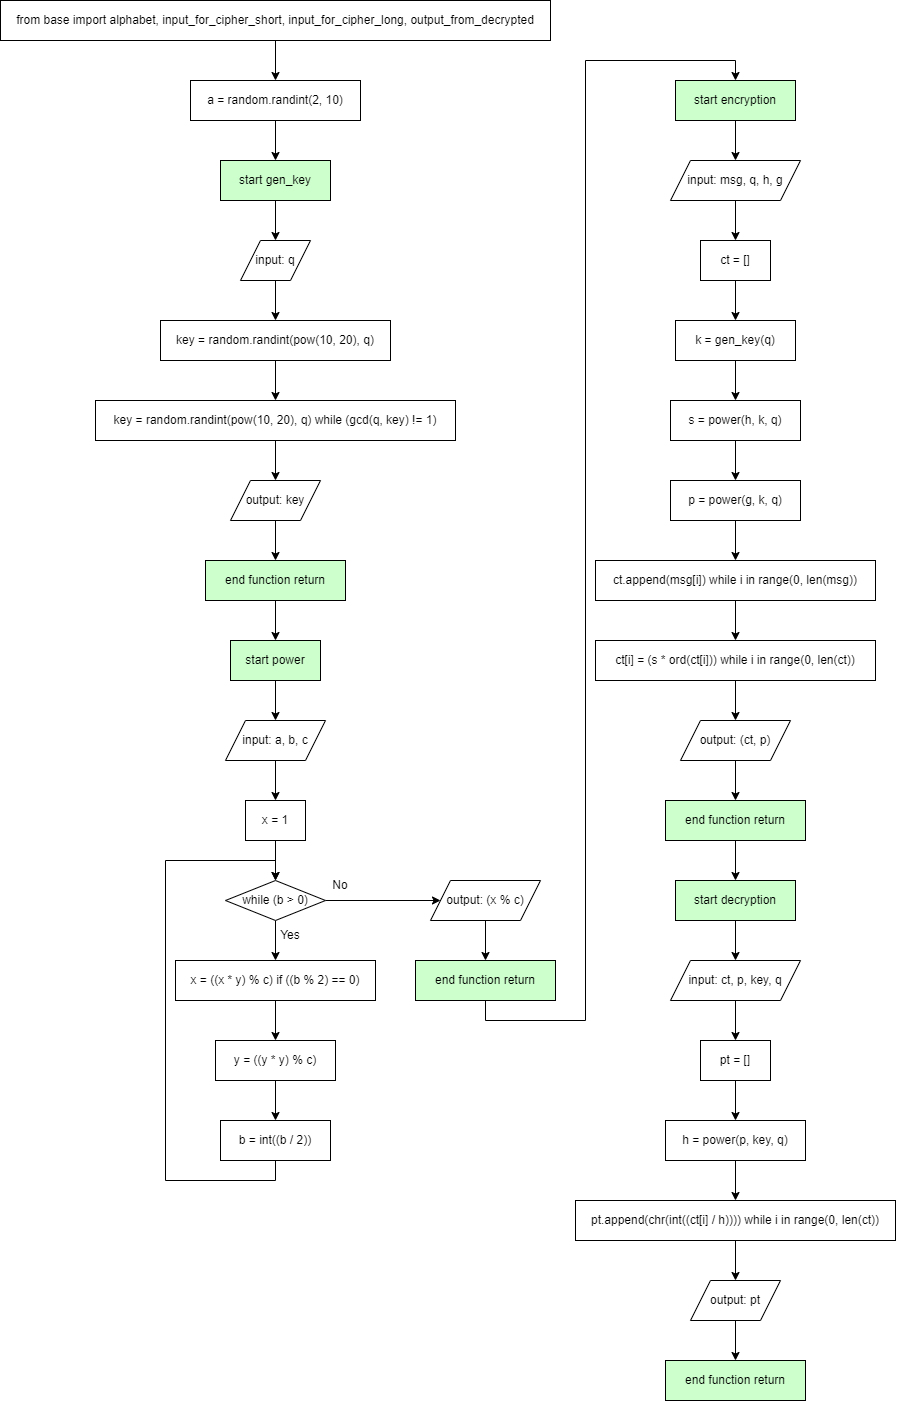 from base import alphabet, input_for_cipher_short, input_for_cipher_long, output_from_decrypted
a = random.randint(2, 10)
start gen_key
input: q
key = random.randint(pow(10, 20), q)
key = random.randint(pow(10, 20), q) while (gcd(q, key) != 1)
output: key
end function return
start power
input: a, b, c
x = 1
while (b > 0)
No
Yes
x = ((x * y) % c) if ((b % 2) == 0)
y = ((y * y) % c)
b = int((b / 2))
output: (x % c)
end function return
start encryption
input: msg, q, h, g
ct = []
k = gen_key(q)
s = power(h, k, q)
p = power(g, k, q)
ct.append(msg[i]) while i in range(0, len(msg))
ct[i] = (s * ord(ct[i])) while i in range(0, len(ct))
output: (ct, p)
end function return
start decryption
input: ct, p, key, q
pt = []
h = power(p, key, q)
pt.append(chr(int((ct[i] / h)))) while i in range(0, len(ct))
output: pt
end function return